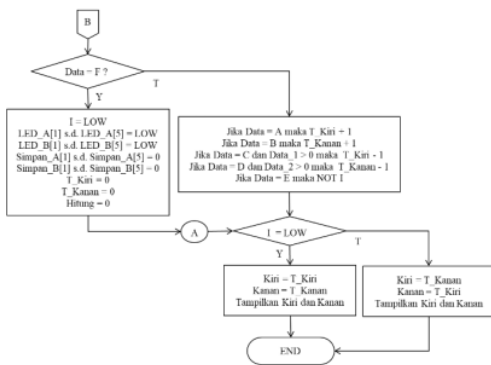 B
Data = F ?
Y
T
I = LOW
LED_A[1] s.d. LED_A[5] = LOW
LED_B[1] s.d. LED_B[5] = LOW
Simpan_A[1] s.d. Simpan_A[5] = 0
Simpan_B[1] s.d. Simpan_B[5] = 0
T_Kiri = 0
T_Kanan = 0
Hitung = 0
Jika Data = A maka T_Kiri + 1
Jika Data = B maka T_Kanan + 1
Jika Data = C dan Data_1 > 0 maka T_Kiri - 1
Jika Data = D dan Data_2 > 0 maka T_Kanan - 1
Jika Data = E maka NOT I
A
I = LOW
Y
T
Kiri = T_Kiri
Kanan = T_Kanan
Tampilkan Kiri dan Kanan
Kiri = T_Kanan
Kanan = T_Kiri
Tampilkan Kiri dan Kanan
END